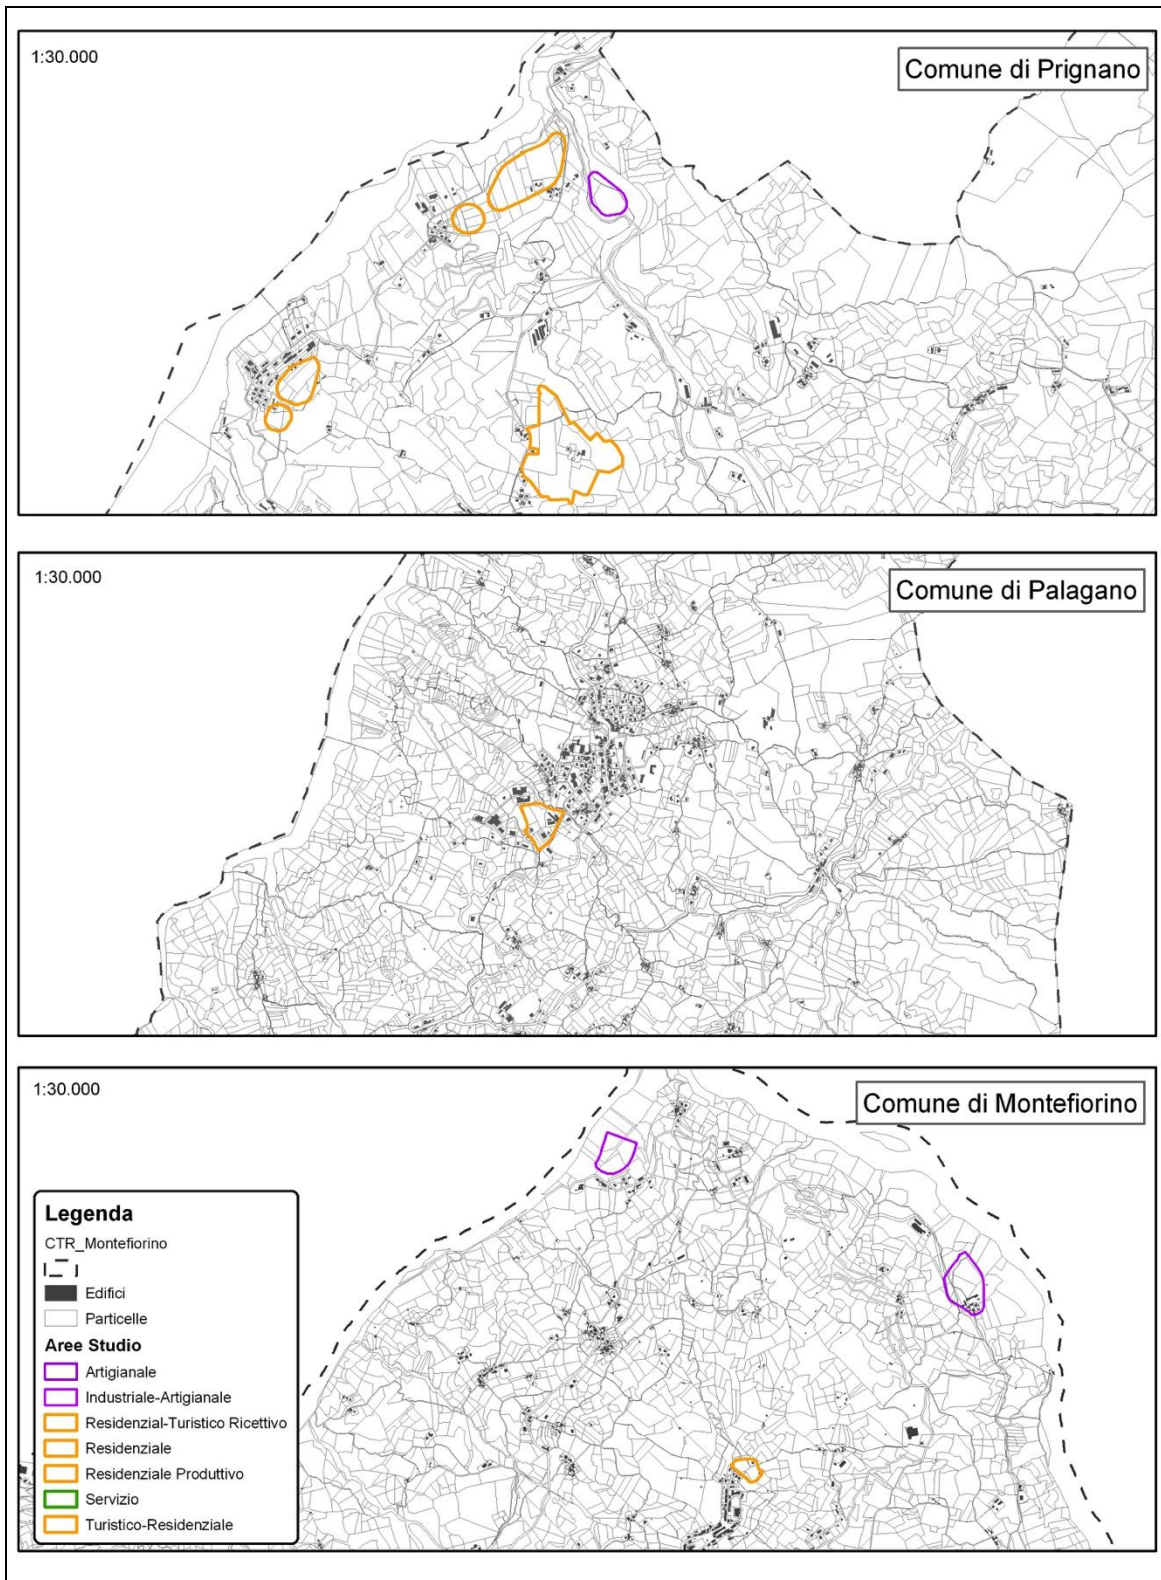 1:30.000
Comune di Prignano
1:30.000
Comune di Palagano
1:30.000
Comune di Montefiorino
Legenda
CTR_Montefiorino
Edifici
Particelle
Aree Studio
Artigianale
Industriale-Artigianale
Residenzial-Turistico Ricettivo
Residenziale
Residenziale Produttivo
Servizio
Turistico-Residenziale